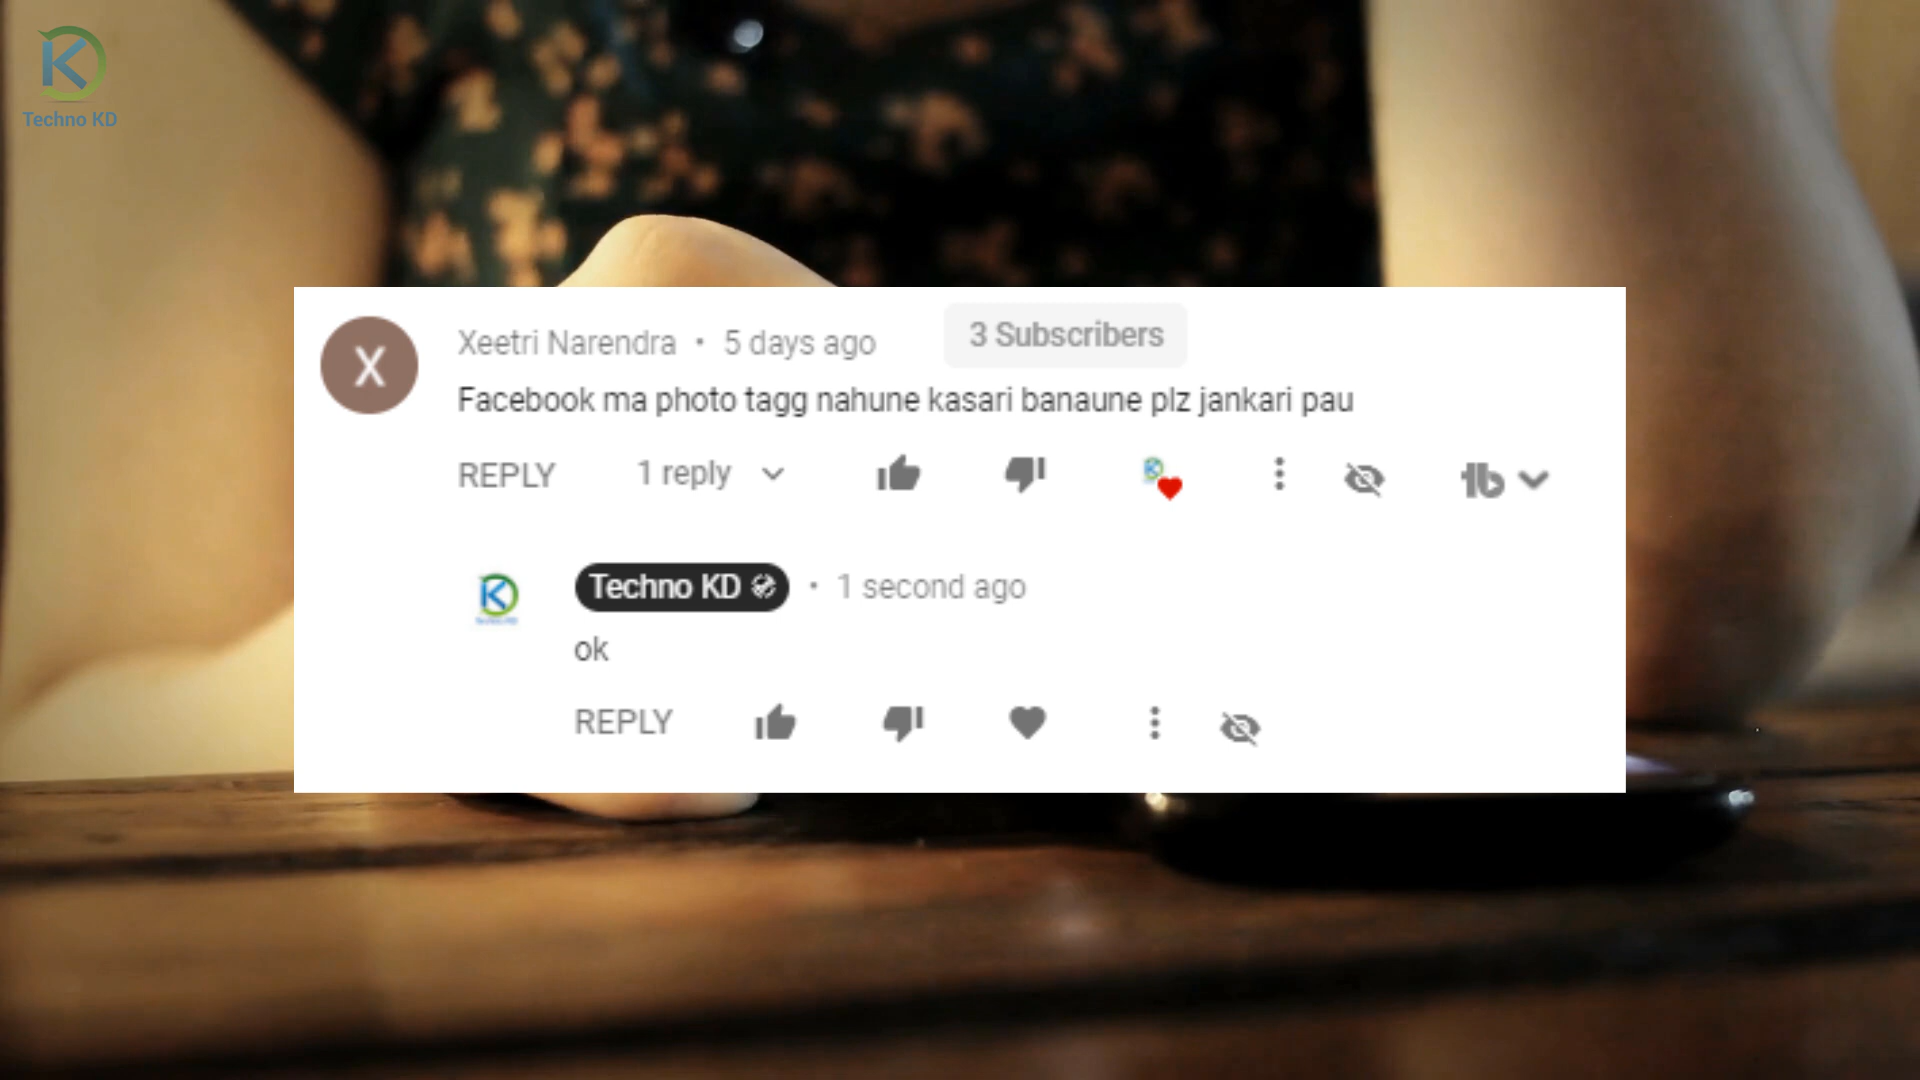 Techno KD
Xeetri Narendra • 5 days ago 3 Subscribers
Facebook ma photo tagg nahune kasari banaune plz jankari pau
REPLY 1 reply
Techno KD • 1 second ago
ok
REPLY